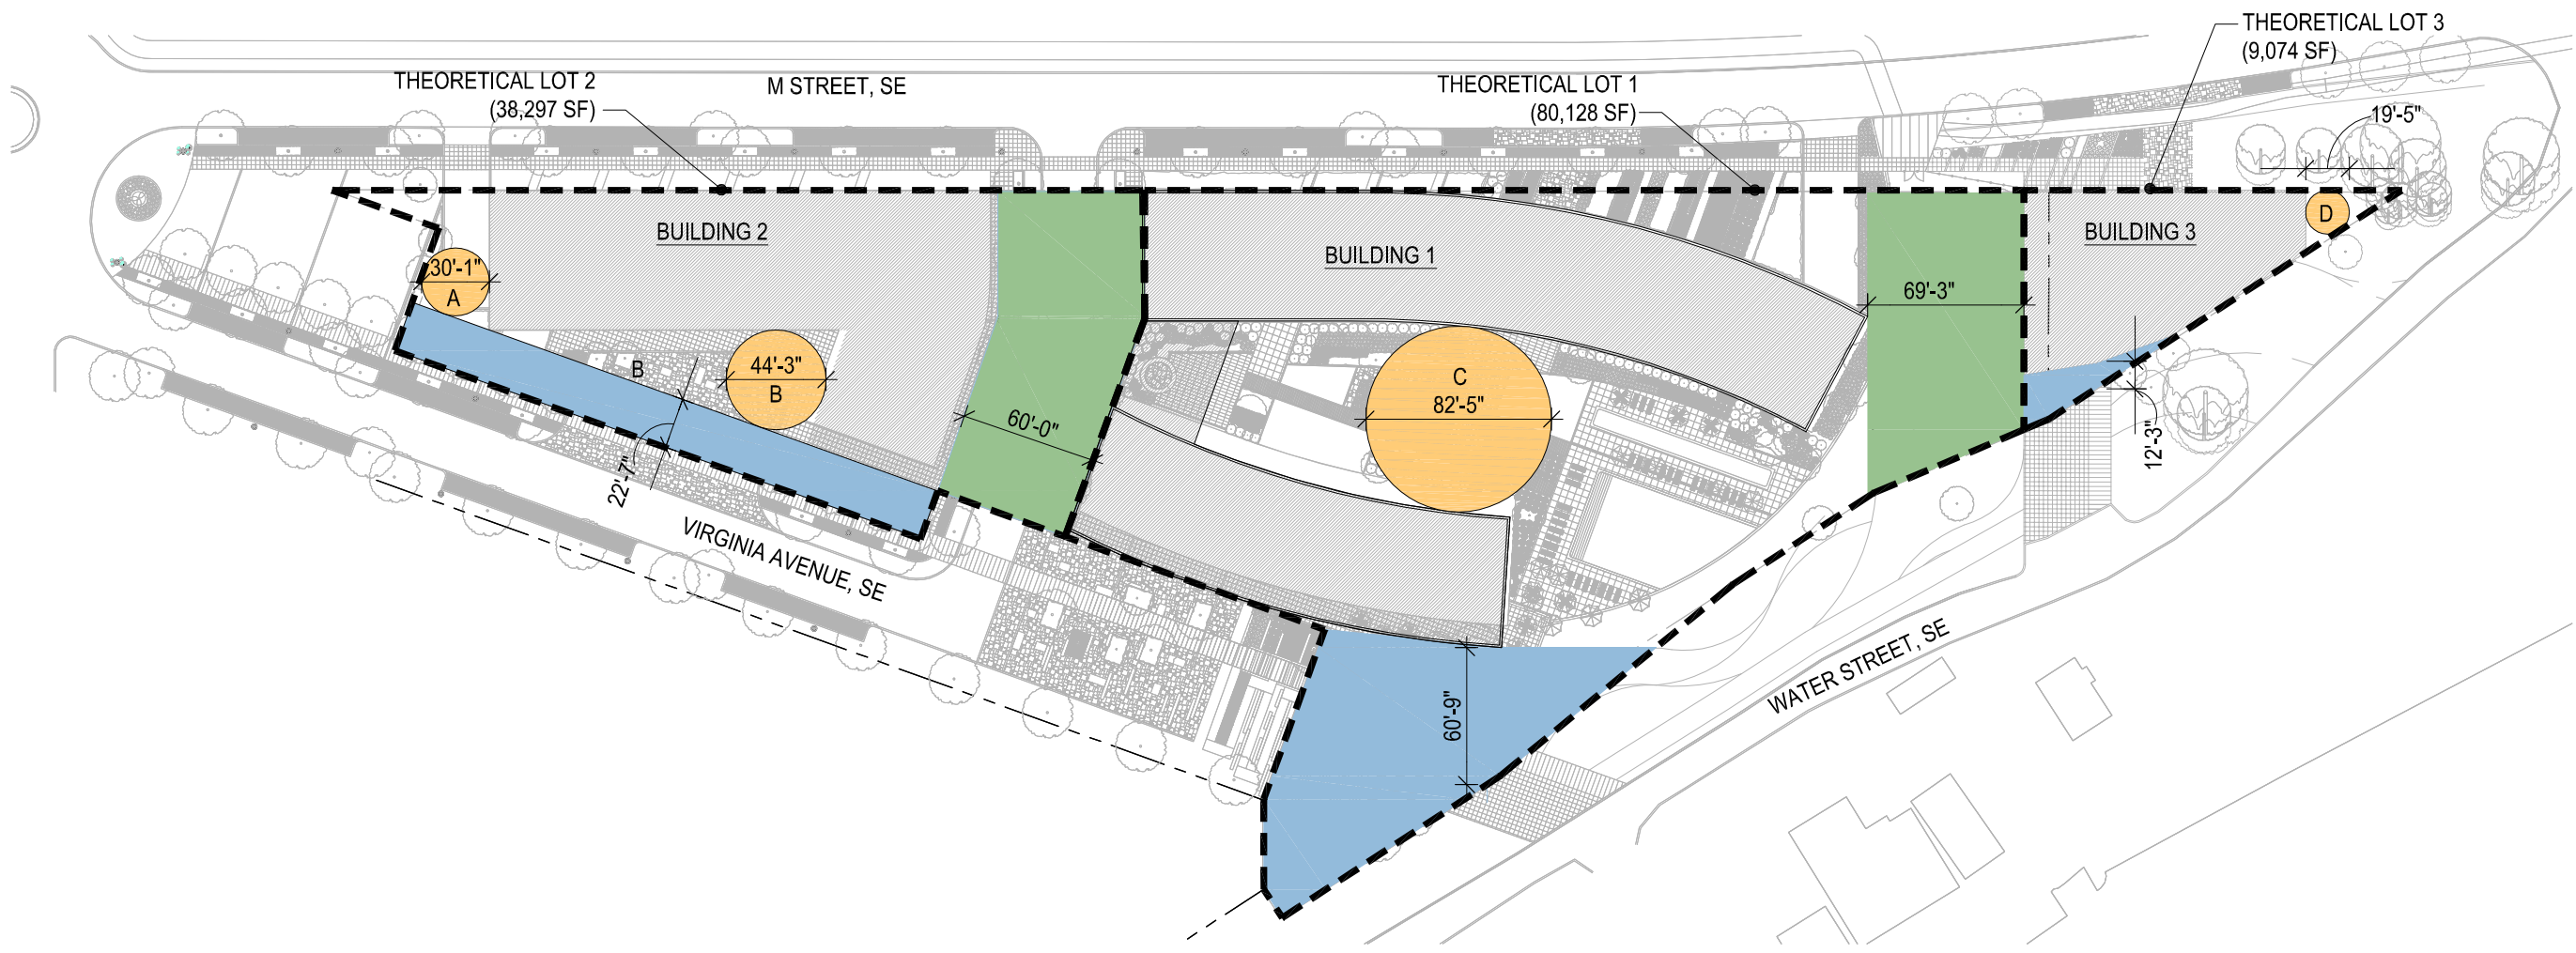 THEORETICAL LOT 3
(9,074 SF)
THEORETICAL LOT 2
(38,297 SF)
M STREET, SE
THEORETICAL LOT 1
(80,128 SF)
19'-5"
BUILDING 2
BUILDING 1
BUILDING 3
D
30'-1"
A
69'-3"
B
44'-3"
B
C
82'-5"
60'-0"
12'-3"
22'-7"
VIRGINIA AVENUE, SE
60'-9"
WATER STREET, SE